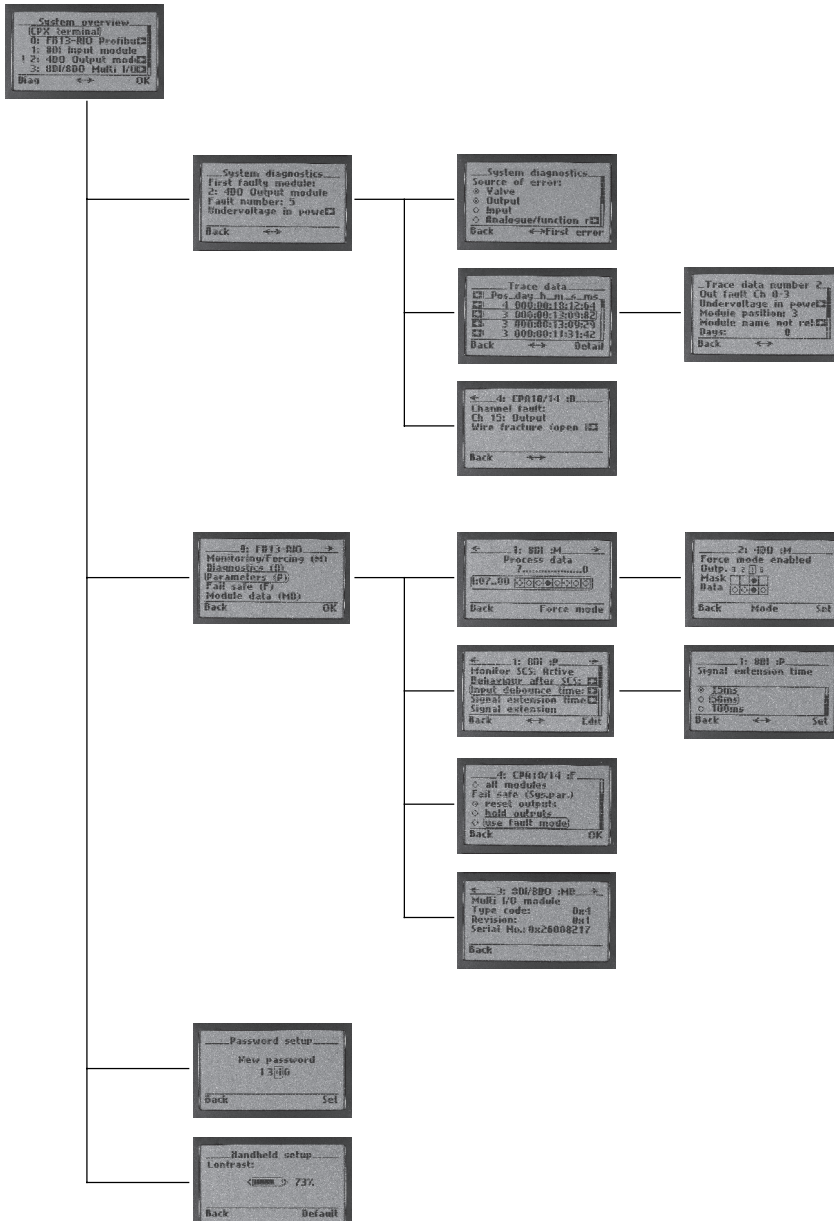 System overview
CPX Terminal
0: FB13-RIO Profibu
1: 8DI Input module
! 2: 4DO Output mod
3: 8DI/8DO Multi I/O
Diag <-> OK
System diagnostics
First faulty module:
2: 4DO Output module
Fault number: 5
Undervoltage in powe
Back <->
System diagnostics
Source of error:
Valve
Output
Input
Analogue/function
Back <->First error
Trace data
Pos day h m s ms
4 000:00:18:12:64
3 000:00:13:09:82
3 000:00:13:09:29
3 000:00:11:31:42
Back <-> Detail
Trace data number 2
Out fault Ch 0-3
Undervoltage in powe
Module position: 3
Module name not rel
Days: 0
Back <->
<- 4: CPA10/14 :D
Channel fault:
Ch 15: Output
Wire fracture (open
Back <->
0: FB13-RIO ->
Monitoring/Forcing (M)
Diagnostics (D)
Parameters (P)
Fail safe (F)
Module data (MD)
Back OK
<- 1: 8DI :M ->
Process data
7................0
I:07..00
Back Force mode
2: 4DO :M
Force mode enabled
Outp. 3 2 1 0
Mask
Data
Back Mode Set
<- 1: 8DI :P ->
Monitor SCS: Active
Behaviour after SCS:
Input debounce time:
Signal extension time
Signal extension
Back <-> Edit
1: 8DI :P
Signal extension time
15ms
50ms
100ms
Back <-> Set
4: CPA10/14 :F
all modules
Fail safe (Sys.par.)
reset outputs
hold outputs
use fault mode
Back OK
<- 3: 8DI/8DO :MD ->
Multi I/O module
Type code: 0x4
Revision: 0x1
Serial No.: 0x26008217
Back
Password setup
New password
Back Set
Handheld setup
Contrast:
73%
Back Default